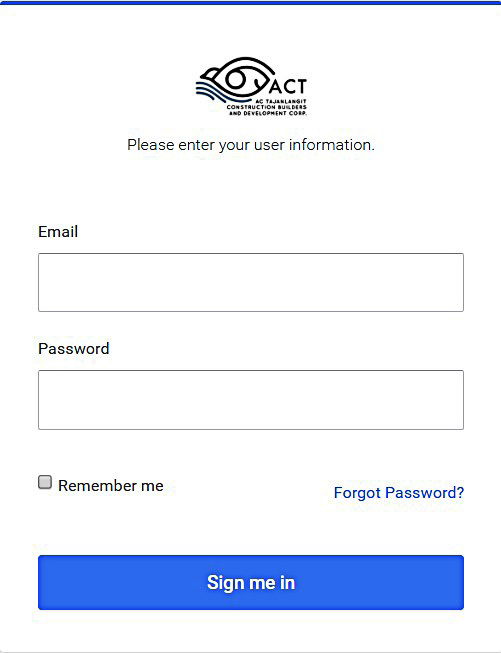 ACT
AC TAJANLANGIT
CONSTRUCTION BUILDERS
AND DEVELOPMENT CORP.
Please enter your user information.
Email
Password
Remember me
Forgot Password?
Sign me in